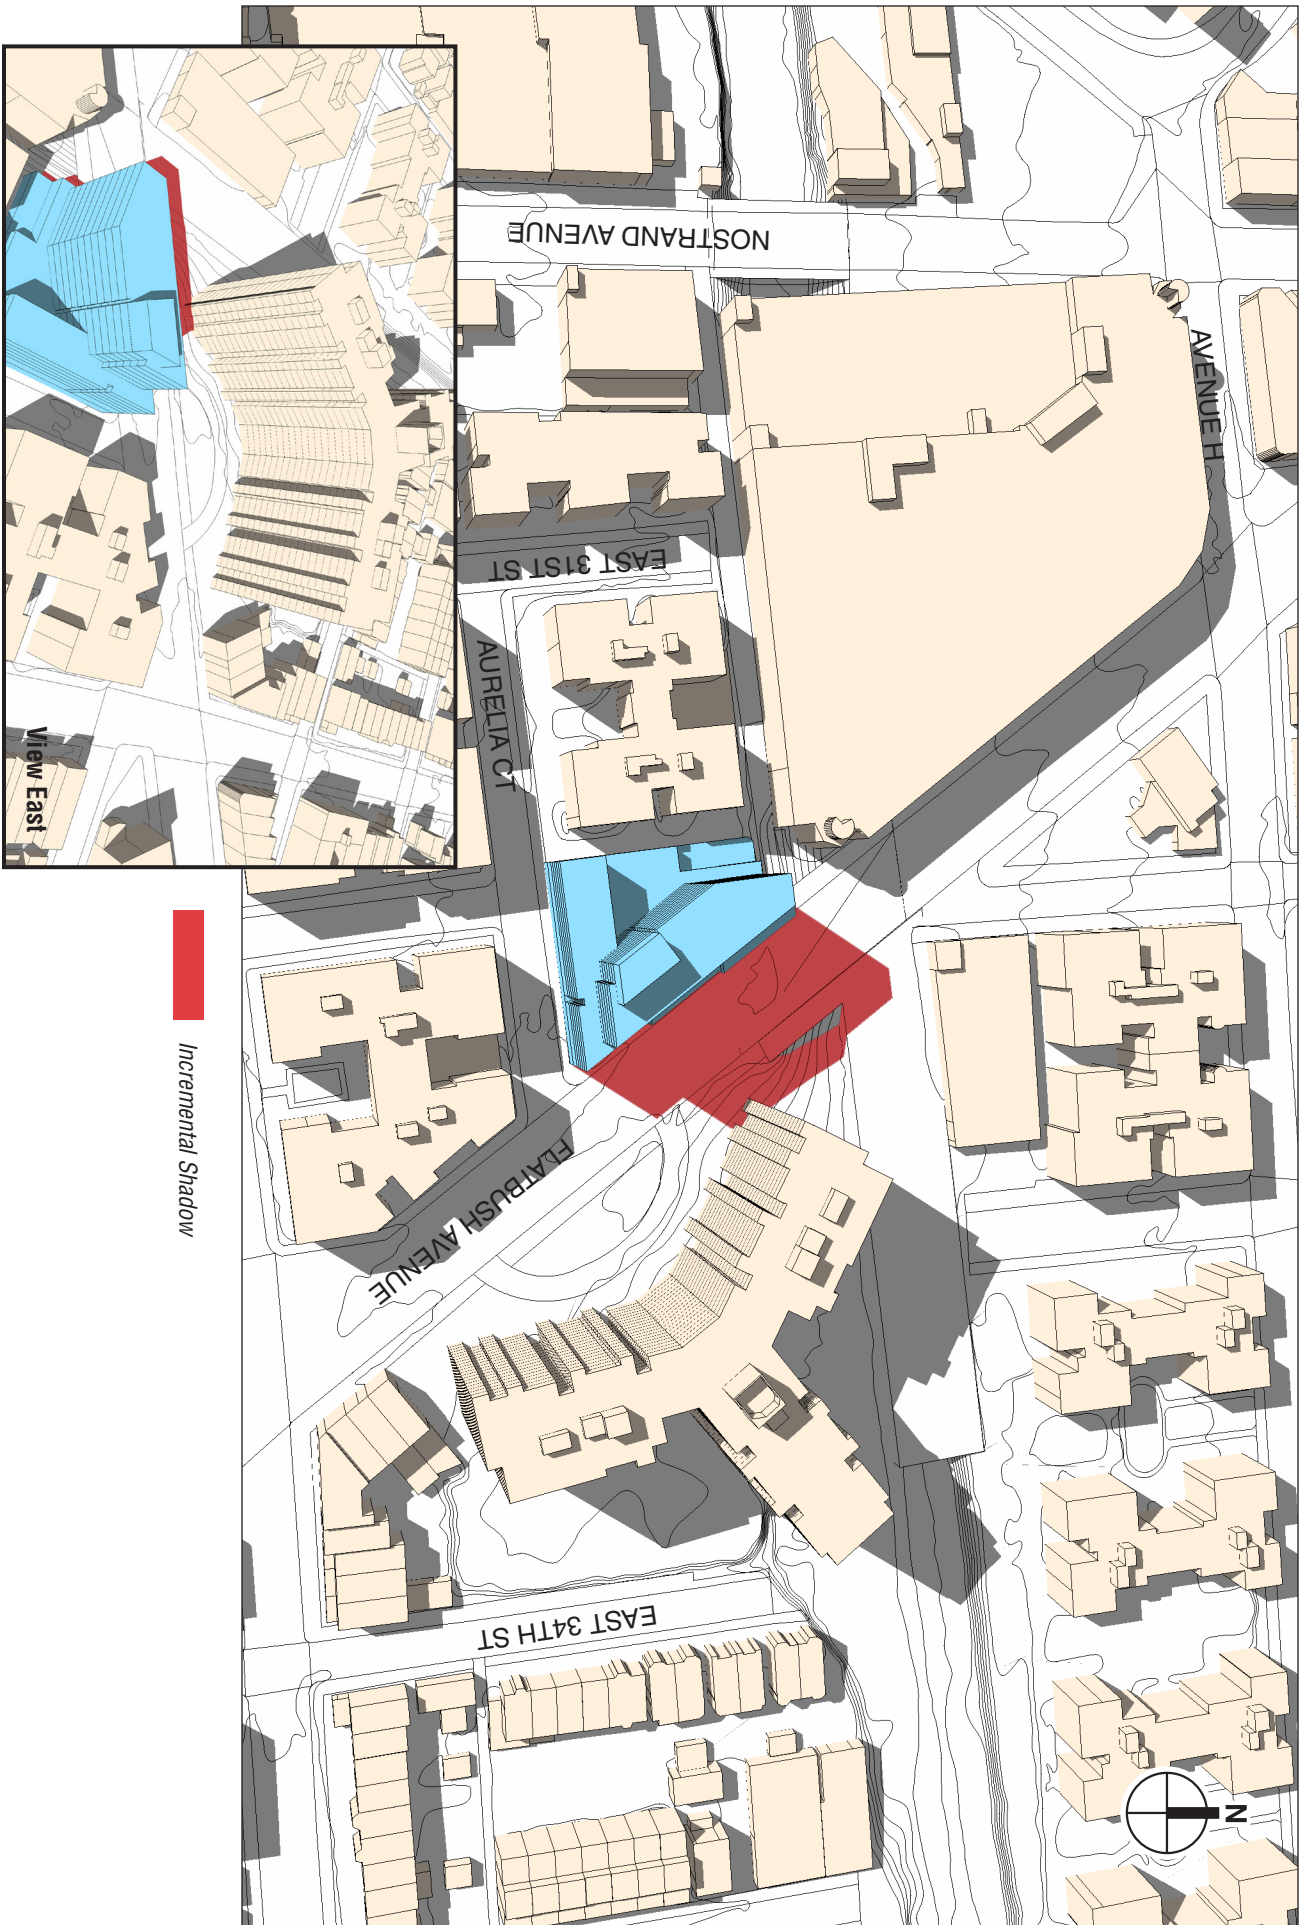 NOSTRAND AVENUE
AVENUE H
EAST 31ST ST
AURELIA CT
FLATBUSH AVENUE
EAST 34TH ST
N
View East
Incremental Shadow